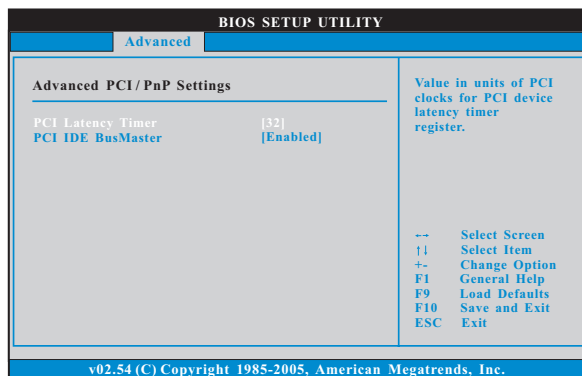 BIOS SETUP UTILITY
Advanced
Advanced PCI / PnP Settings
PCI Latency Timer [32]
PCI IDE BusMaster [Enabled]
Value in units of PCI
clocks for PCI device
latency timer
register.
←→ Select Screen
↑↓ Select Item
+- Change Option
F1 General Help
F9 Load Defaults
F10 Save and Exit
ESC Exit
v02.54 (C) Copyright 1985-2005, American Megatrends, Inc.